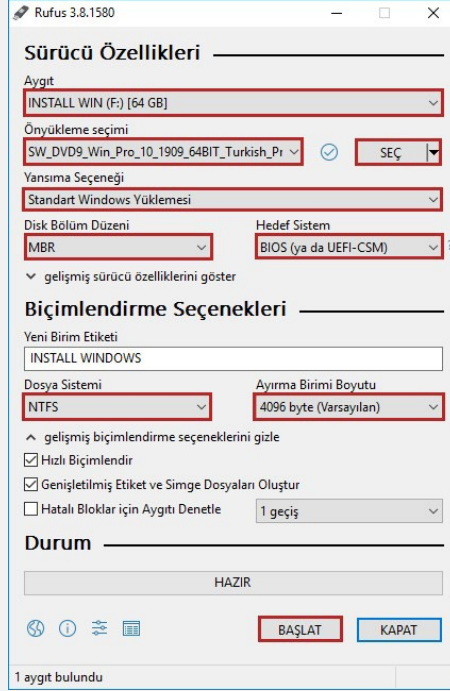 Rufus 3.8.1580
Sürücü Özellikleri
Aygıt
INSTALL WIN (F:) [64 GB]
Önyükleme seçimi
SW_DVD9_Win_Pro_10_1909_64BIT_Turkish_Pr
SEÇ
Yansıma Seçeneği
Standart Windows Yüklemesi
Disk Bölüm Düzeni Hedef Sistem
MBR BIOS (ya da UEFI-CSM) ?
gelişmiş sürücü özelliklerini göster
Biçimlendirme Seçenekleri
Yeni Birim Etiketi
INSTALL WINDOWS
Dosya Sistemi Ayırma Birimi Boyutu
NTFS 4096 byte (Varsayılan)
gelişmiş biçimlendirme seçeneklerini gizle
Hızlı Biçimlendir
Genişletilmiş Etiket ve Simge Dosyaları Oluştur
Hatalı Bloklar için Aygıtı Denetle 1 geçiş
Durum
HAZIR
BAŞLAT KAPAT
1 aygıt bulundu